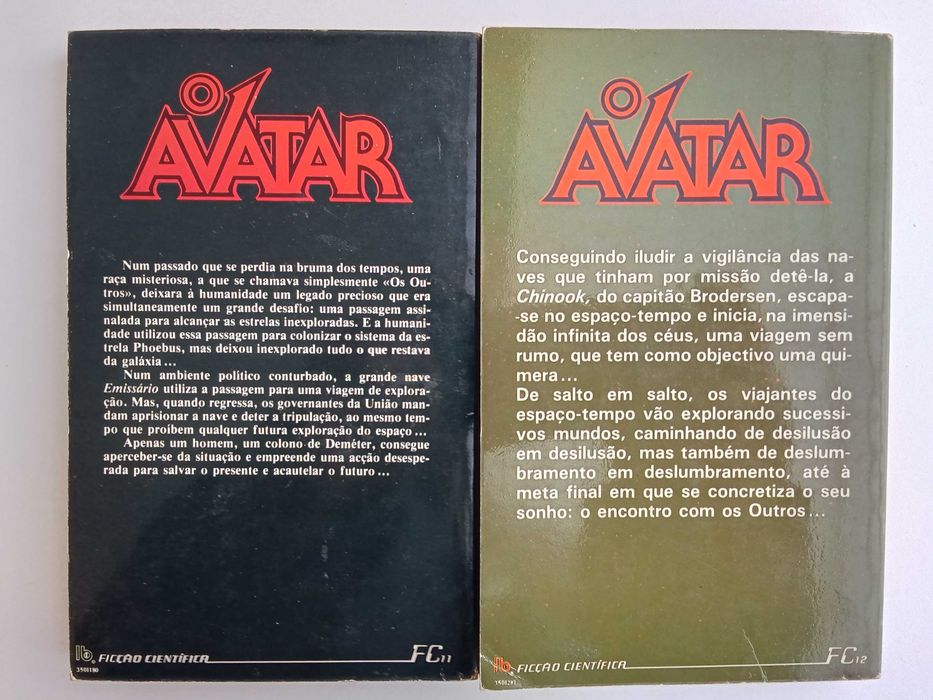 O AVATAR
Num passado que se perdia na bruma dos tempos, uma
raça misteriosa, a que se chamava simplesmente «Os Ou-
tros», deixara à humanidade um legado precioso que era
simultaneamente um grande desafio: uma passagem assi-
nalada para alcançar as estrelas inexploradas. E a humani-
dade utilizou essa passagem para colonizar o sistema da es-
trela Phoebus, mas deixou inexplorado tudo o que restava
da galáxia...
Num ambiente político conturbado, a grande nave
Emissário utiliza a passagem para uma viagem de explora-
ção. Mas, quando regressa, os governantes da União man-
dam aprisionar a nave e deter a tripulação, ao mesmo tem-
po que proíbem qualquer futura exploração do espaço...
Apenas um homem, um colono de Deméter, consegue
aperceber-se da situação e empreende uma acção desespe-
rada para salvar o presente e acautelar o futuro...
lb
FICÇÃO CIENTÍFICA
FC 11
3501180
O AVATAR
Conseguindo iludir a vigilância das na-
ves que tinham por missão detê-la, a
Chinook, do capitão Brodersen, escapa-
-se no espaço-tempo e inicia, na imensi-
dão infinita dos céus, uma viagem sem
rumo, que tem como objectivo uma qui-
mera...
De salto em salto, os viajantes do
espaço-tempo vão explorando sucessi-
vos mundos, caminhando de desilusão
em desilusão, mas também de deslum-
bramento em deslumbramento, até à
meta final em que se concretiza o seu
sonho: o encontro com os Outros...
lb
FICÇÃO CIENTÍFICA
FC 12